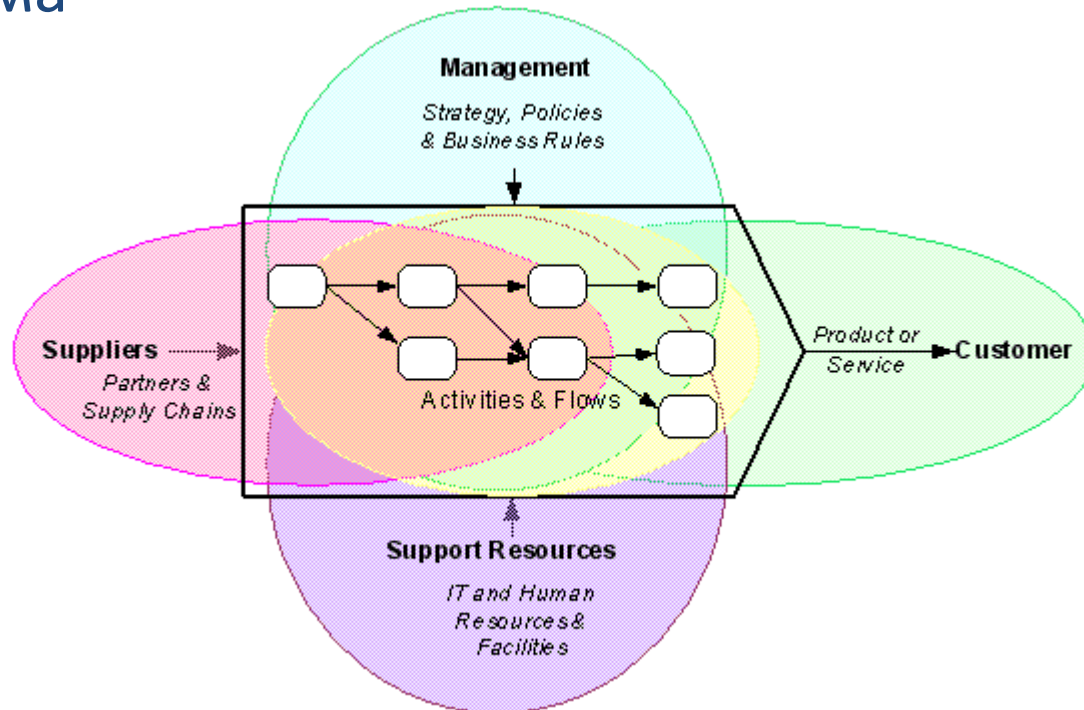 ма
Management
Strategy, Policies
& Business Rules
Suppliers
Partners &
Supply Chains
Activities & Flows
Product or
Service
Customer
Support Resources
IT and Human
Resources &
Facilities